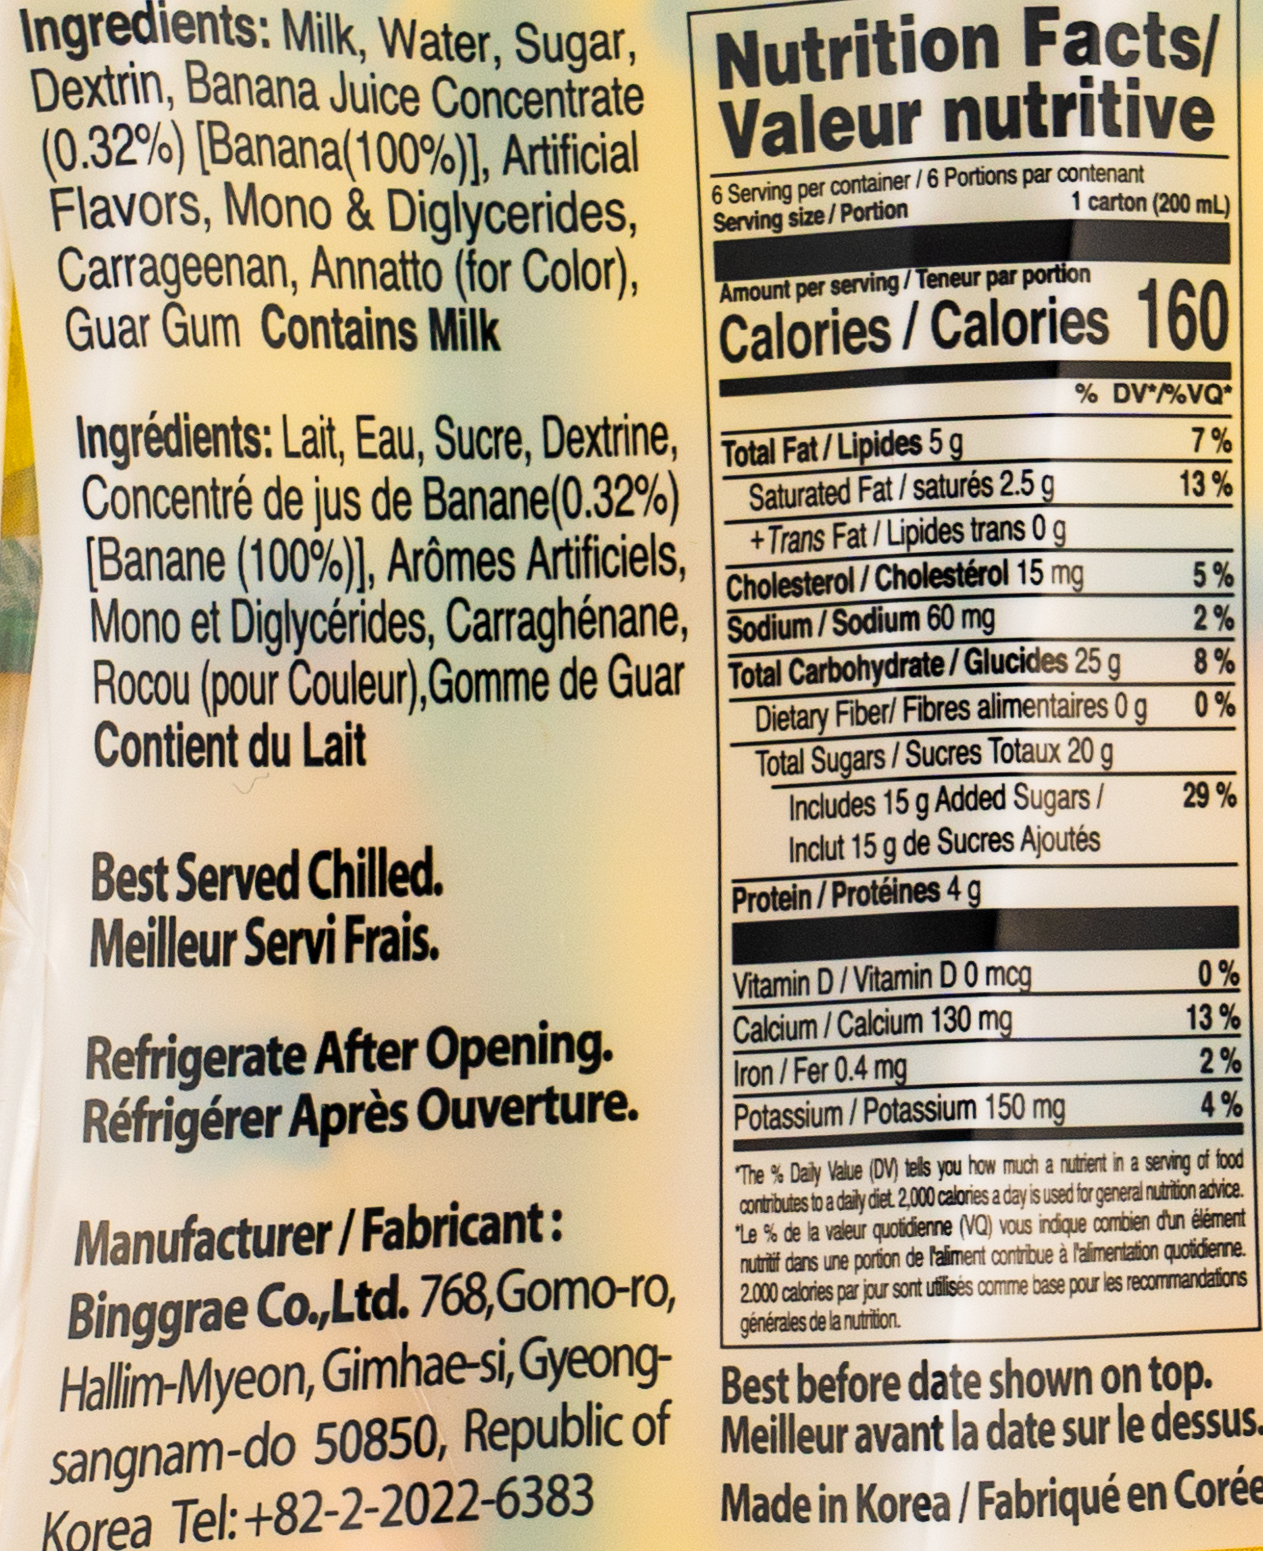 Ingredients: Milk, Water, Sugar,
Dextrin, Banana Juice Concentrate
(0.32%) [Banana(100%)], Artificial
Flavors, Mono & Diglycerides,
Carrageenan, Annatto (for Color),
Guar Gum Contains Milk
Ingrédients: Lait, Eau, Sucre, Dextrine,
Concentré de jus de Banane(0.32%)
[Banane (100%)], Arômes Artificiels,
Mono et Diglycérides, Carraghénane,
Rocou (pour Couleur),Gomme de Guar
Contient du Lait
Best Served Chilled.
Meilleur Servi Frais.
Refrigerate After Opening.
Réfrigérer Après Ouverture.
Manufacturer / Fabricant :
Binggrae Co.,Ltd. 768,Gomo-ro,
Hallim-Myeon, Gimhae-si, Gyeong-
sangnam-do 50850, Republic of
Korea Tel: +82-2-2022-6383
Nutrition Facts/
Valeur nutritive
6 Serving per container / 6 Portions par contenant
Serving size / Portion 1 carton (200 mL)
Amount per serving / Teneur par portion
Calories / Calories 160
% DV*/%VQ*
Total Fat / Lipides 5 g 7 %
Saturated Fat / saturés 2.5 g 13 %
+Trans Fat / Lipides trans 0 g
Cholesterol / Cholestérol 15 mg 5 %
Sodium / Sodium 60 mg 2 %
Total Carbohydrate / Glucides 25 g 8 %
Dietary Fiber/ Fibres alimentaires 0 g 0 %
Total Sugars / Sucres Totaux 20 g
Includes 15 g Added Sugars / 29 %
Inclut 15 g de Sucres Ajoutés
Protein / Protéines 4 g
Vitamin D / Vitamin D 0 mcg 0 %
Calcium / Calcium 130 mg 13 %
Iron / Fer 0.4 mg 2 %
Potassium / Potassium 150 mg 4 %
*The % Daily Value (DV) tells you how much a nutrient in a serving of food
contributes to a daily diet. 2,000 calories a day is used for general nutrition advice.
*Le % de la valeur quotidienne (VQ) vous indique combien d'un élément
nutritif dans une portion de l'aliment contribue à l'alimentation quotidienne.
2.000 calories par jour sont utilisés comme base pour les recommandations
générales de la nutrition.
Best before date shown on top.
Meilleur avant la date sur le dessus.
Made in Korea / Fabriqué en Corée